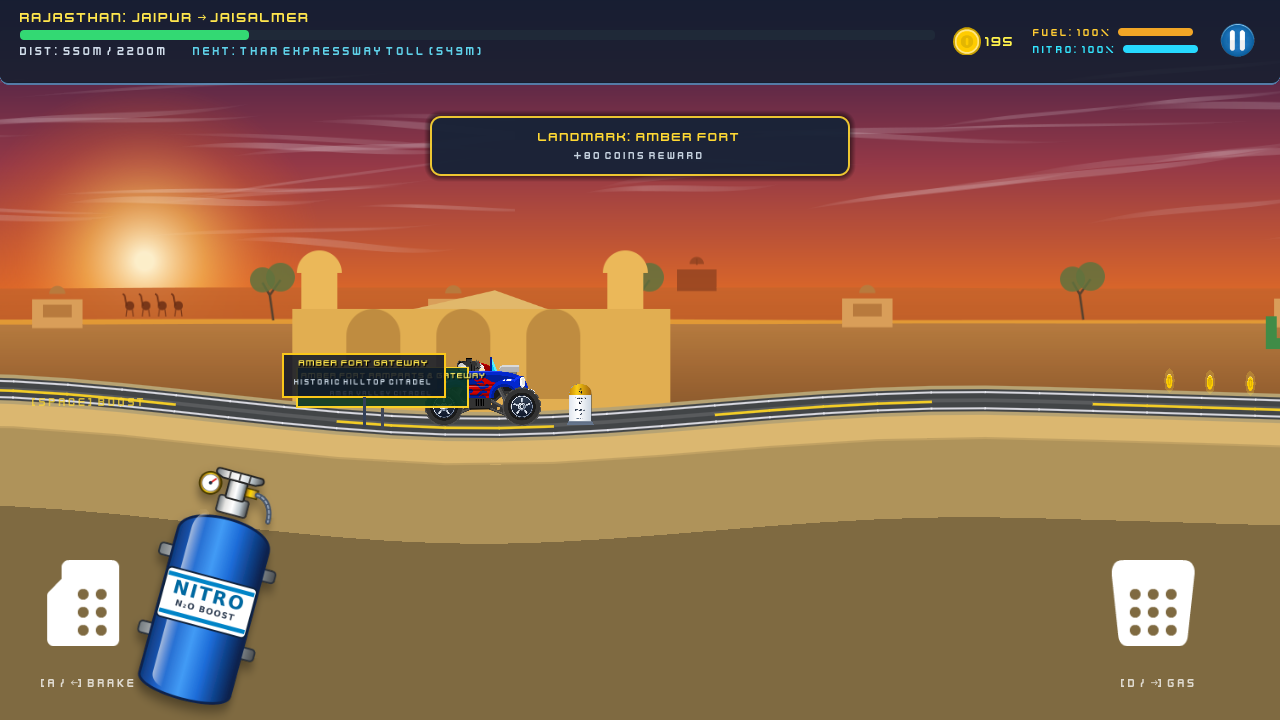 RAJASTHAN: JAIPUR → JAISALMER
DIST: 550M / 2200M
NEXT: THAR EXPRESSWAY TOLL (549M)
195
FUEL: 100%
NITRO: 100%
LANDMARK: AMBER FORT
+80 COINS REWARD
AMBER FORT GATEWAY
HISTORIC HILLTOP CITADEL
[SPACE] BOOST
NITRO
N₂O BOOST
[A / ←] BRAKE
[D / →] GAS